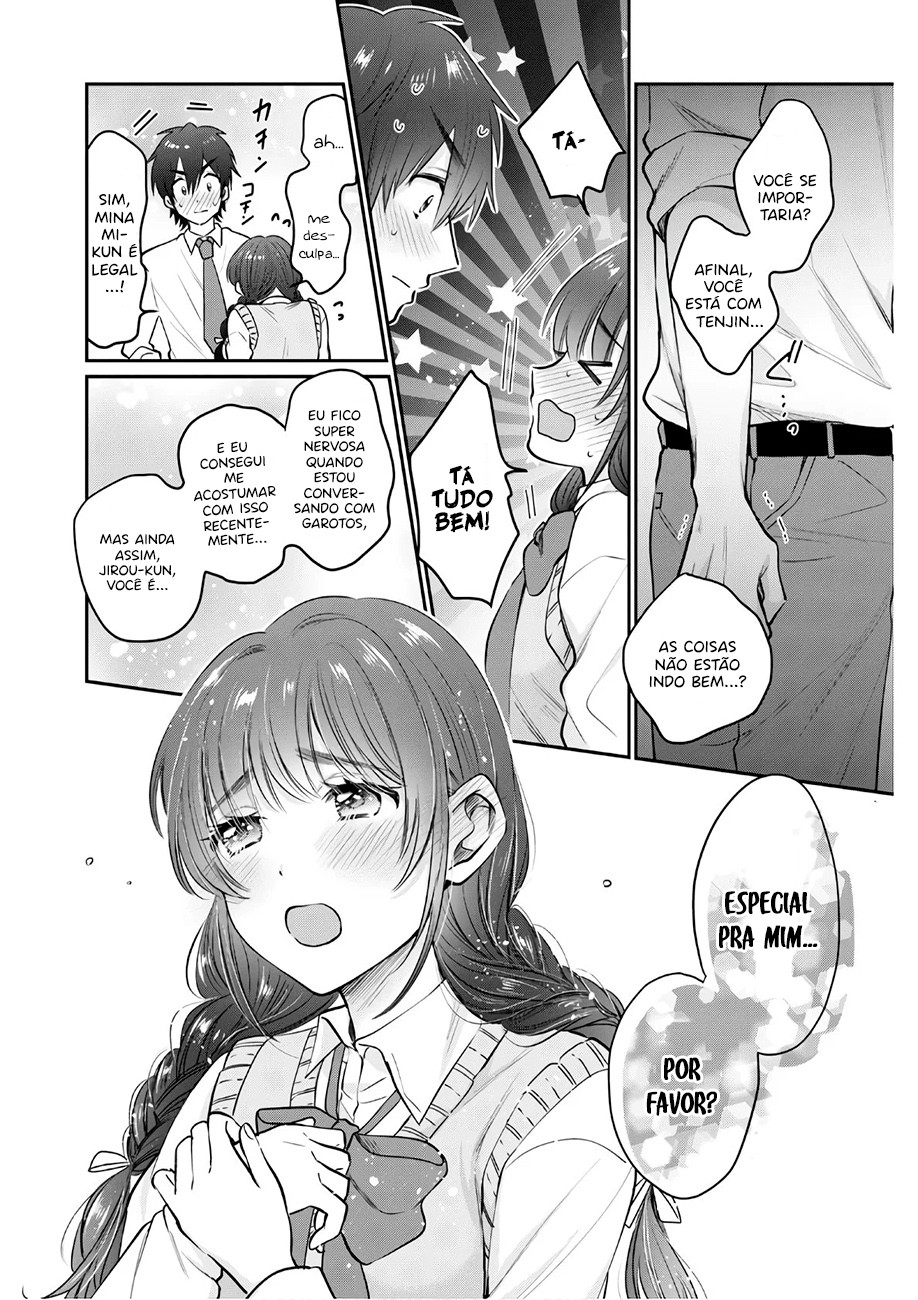 VOCÊ SE
IMPOR-
TARIA?
AFINAL,
VOCÊ
ESTÁ COM
TENJIN...
AS COISAS
NÃO ESTÃO
INDO BEM...?
TÁ-
TÁ
TUDO
BEM!
カチン
コチン
ah...
me
des-
culpa...
SIM,
MINA
MI-
KUN É
LEGAL
...!
EU FICO
SUPER
NERVOSA
QUANDO
ESTOU
CONVER-
SANDO COM
GAROTOS,
E EU
CONSEGUI
ME
ACOSTUMAR
COM ISSO
RECENTE-
MENTE...
MAS AINDA
ASSIM,
JIROU-KUN,
VOCÊ É...
ESPECIAL
PRA MIM...
POR
FAVOR?